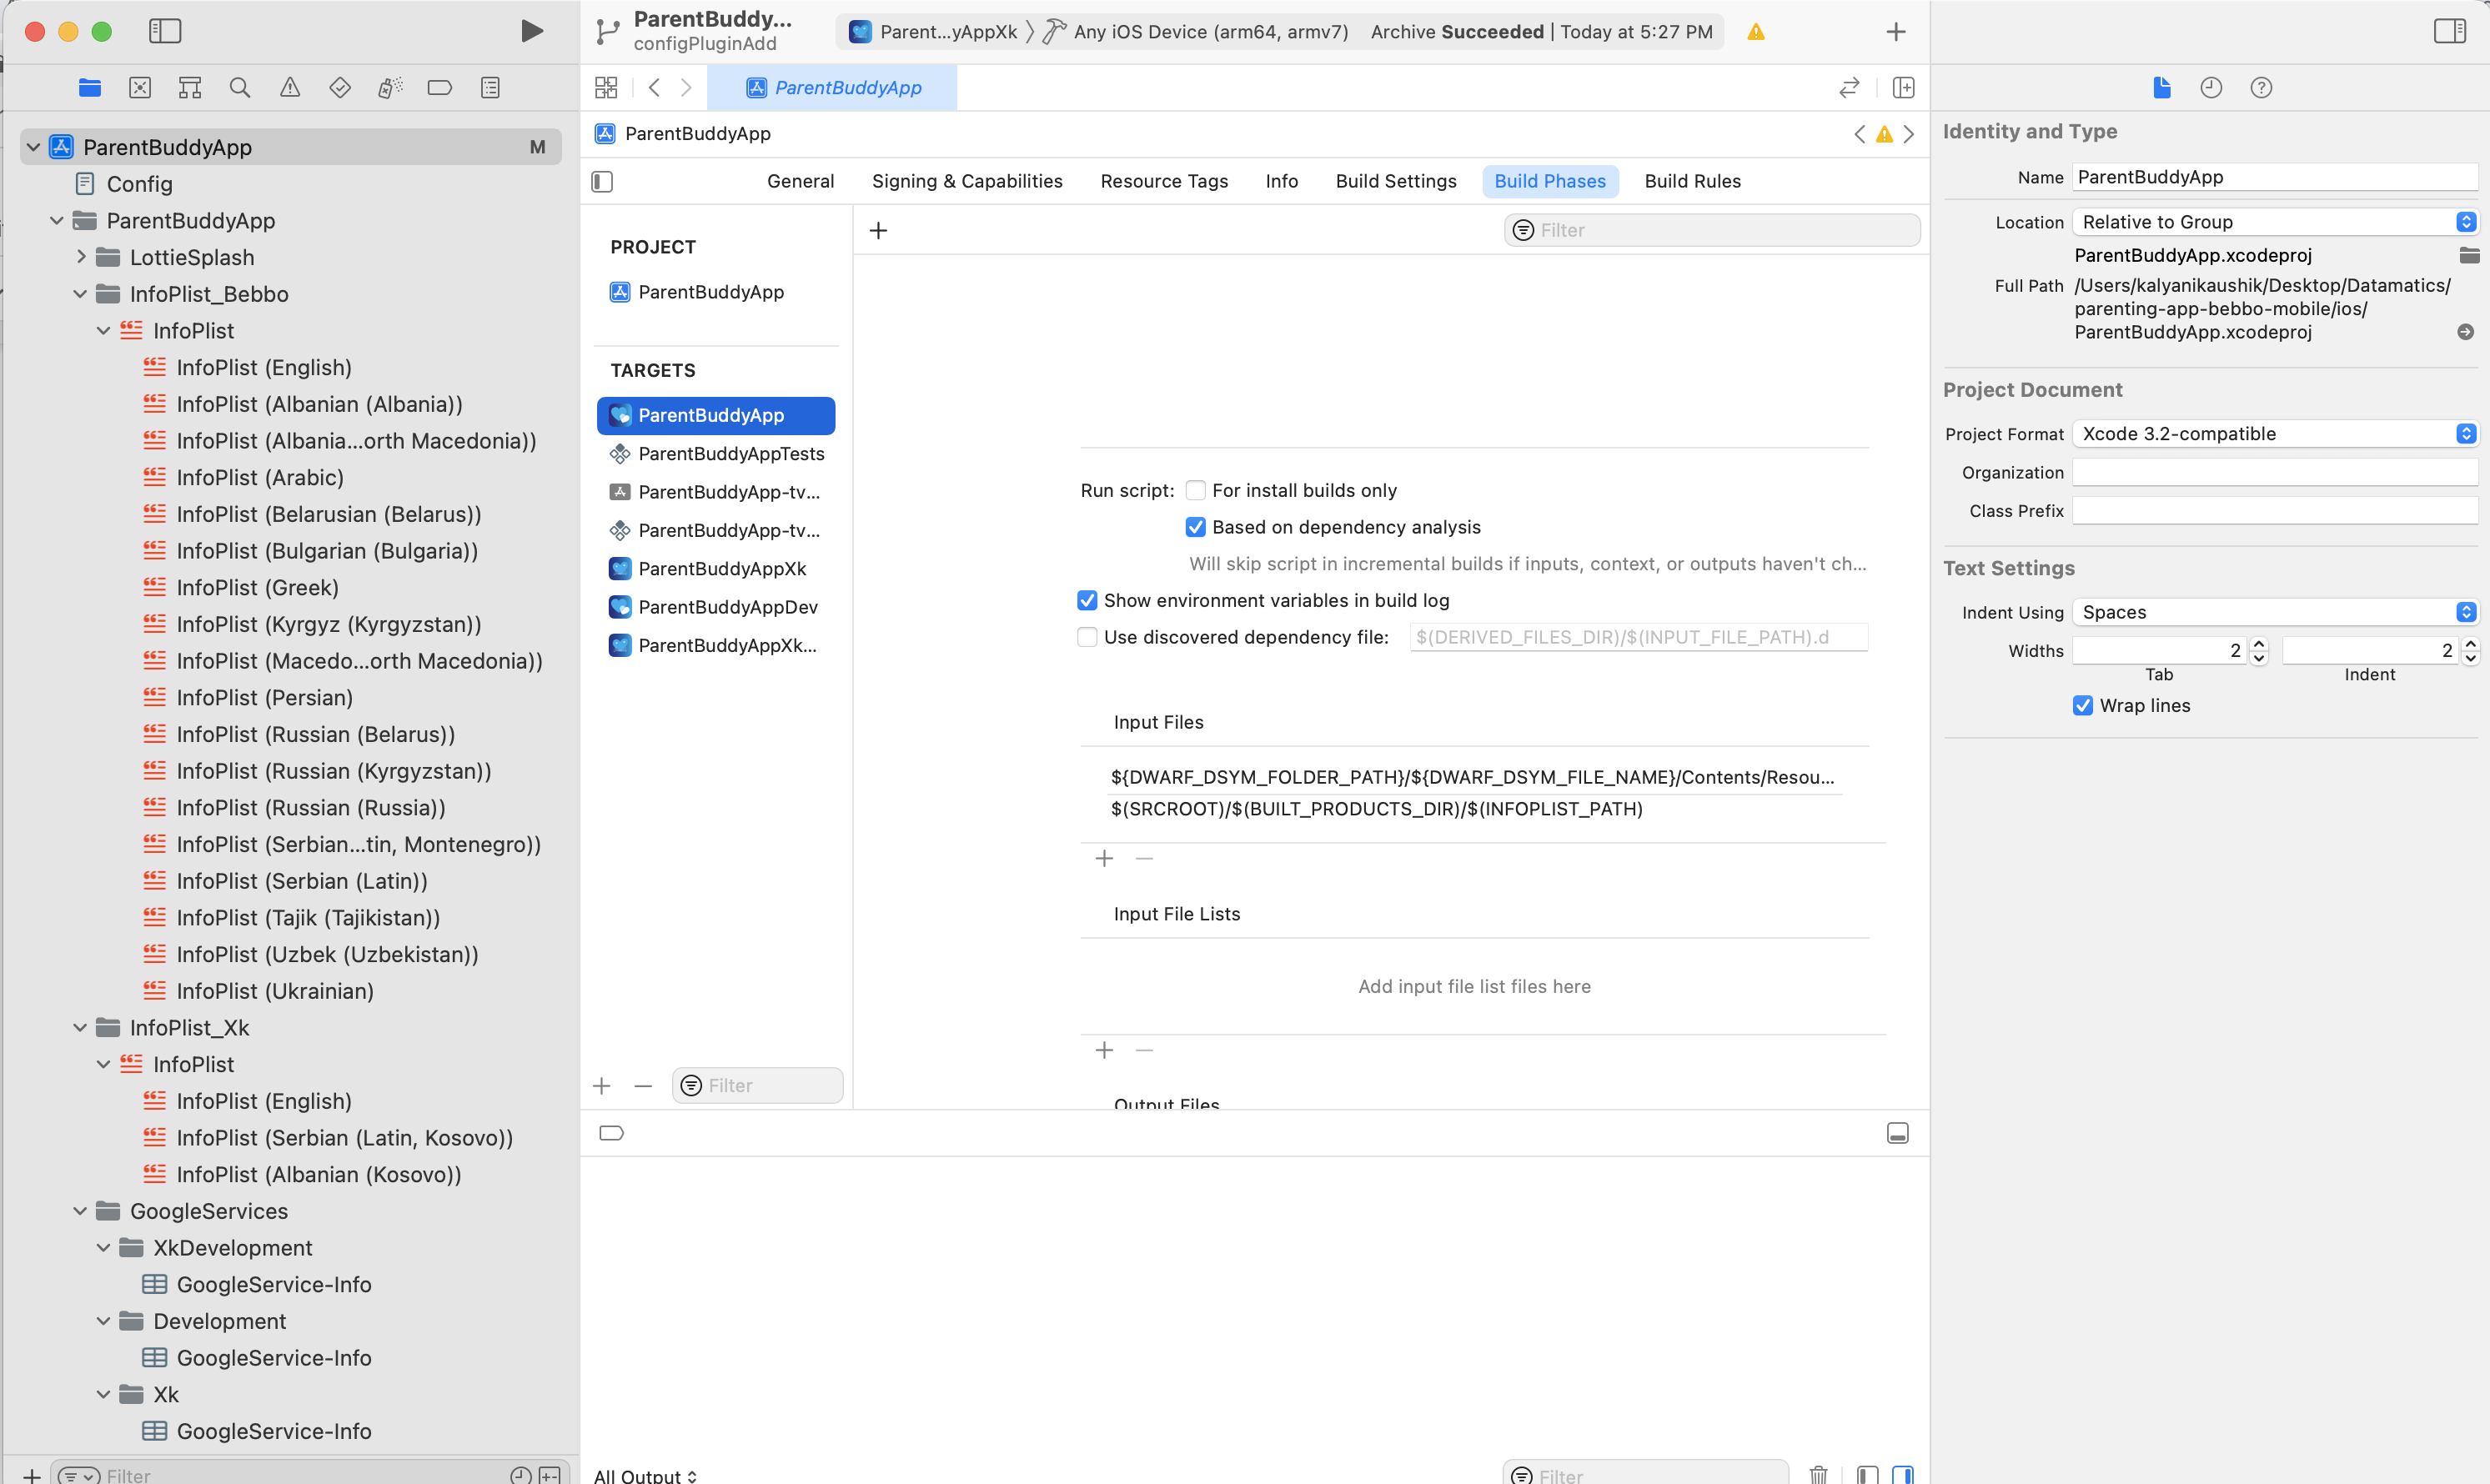 ParentBuddy...
configPluginAdd
Parent...yAppXk
Any iOS Device (arm64, armv7)
Archive Succeeded | Today at 5:27 PM
ParentBuddyApp
ParentBuddyApp M
Config
ParentBuddyApp
LottieSplash
InfoPlist_Bebbo
InfoPlist
InfoPlist (English)
InfoPlist (Albanian (Albania))
InfoPlist (Albania...orth Macedonia))
InfoPlist (Arabic)
InfoPlist (Belarusian (Belarus))
InfoPlist (Bulgarian (Bulgaria))
InfoPlist (Greek)
InfoPlist (Kyrgyz (Kyrgyzstan))
InfoPlist (Macedo...orth Macedonia))
InfoPlist (Persian)
InfoPlist (Russian (Belarus))
InfoPlist (Russian (Kyrgyzstan))
InfoPlist (Russian (Russia))
InfoPlist (Serbian...tin, Montenegro))
InfoPlist (Serbian (Latin))
InfoPlist (Tajik (Tajikistan))
InfoPlist (Uzbek (Uzbekistan))
InfoPlist (Ukrainian)
InfoPlist_Xk
InfoPlist
InfoPlist (English)
InfoPlist (Serbian (Latin, Kosovo))
InfoPlist (Albanian (Kosovo))
GoogleServices
XkDevelopment
GoogleService-Info
Development
GoogleService-Info
Xk
GoogleService-Info
Filter
ParentBuddyApp
General Signing & Capabilities Resource Tags Info Build Settings Build Phases Build Rules
PROJECT
ParentBuddyApp
TARGETS
ParentBuddyApp
ParentBuddyAppTests
ParentBuddyApp-tv...
ParentBuddyApp-tv...
ParentBuddyAppXk
ParentBuddyAppDev
ParentBuddyAppXk...
Filter
Filter
Run script: For install builds only
Based on dependency analysis
Will skip script in incremental builds if inputs, context, or outputs haven't ch...
Show environment variables in build log
Use discovered dependency file: $(DERIVED_FILES_DIR)/$(INPUT_FILE_PATH).d
Input Files
${DWARF_DSYM_FOLDER_PATH}/${DWARF_DSYM_FILE_NAME}/Contents/Resou...
$(SRCROOT)/$(BUILT_PRODUCTS_DIR)/$(INFOPLIST_PATH)
Input File Lists
Add input file list files here
Output Files
All Output
Filter
Identity and Type
Name ParentBuddyApp
Location Relative to Group
ParentBuddyApp.xcodeproj
Full Path /Users/kalyanikaushik/Desktop/Datamatics/
parenting-app-bebbo-mobile/ios/
ParentBuddyApp.xcodeproj
Project Document
Project Format Xcode 3.2-compatible
Organization
Class Prefix
Text Settings
Indent Using Spaces
Widths 2 2
Tab Indent
Wrap lines